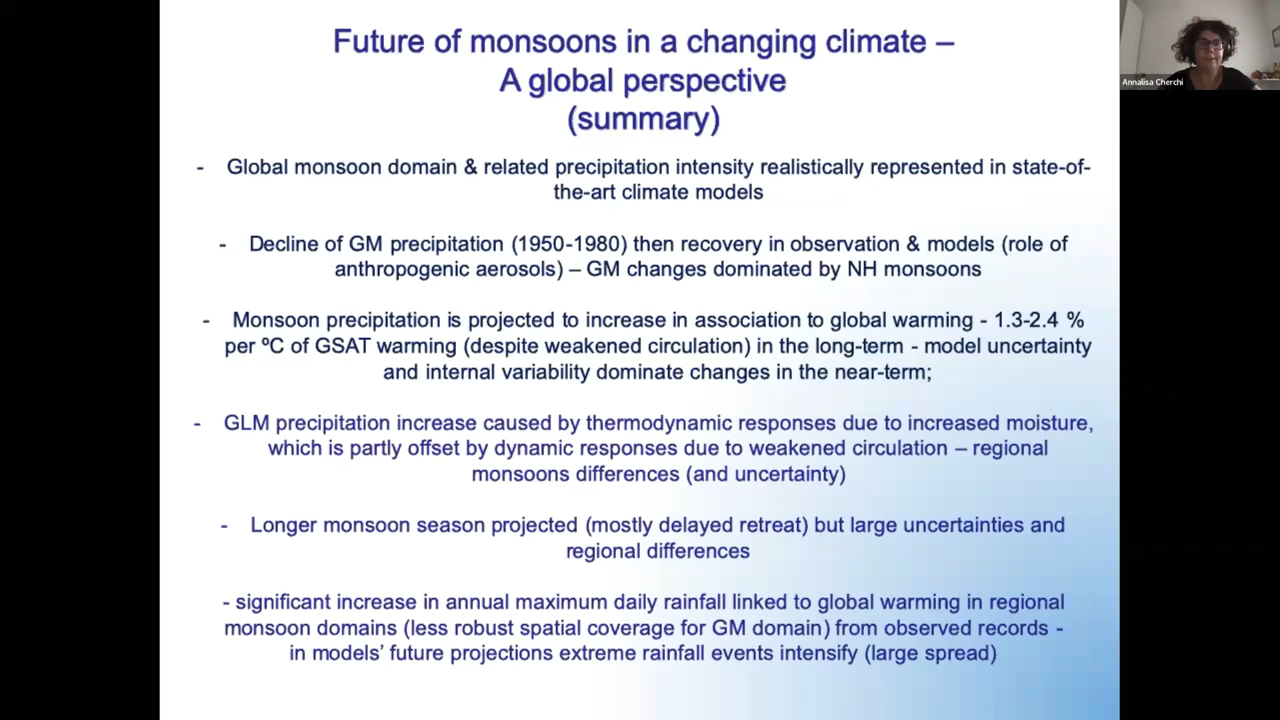 Future of monsoons in a changing climate –
A global perspective
(summary)
Annalisa Cherchi
- Global monsoon domain & related precipitation intensity realistically represented in state-of-
the-art climate models
- Decline of GM precipitation (1950-1980) then recovery in observation & models (role of
anthropogenic aerosols) – GM changes dominated by NH monsoons
- Monsoon precipitation is projected to increase in association to global warming - 1.3-2.4 %
per ºC of GSAT warming (despite weakened circulation) in the long-term - model uncertainty
and internal variability dominate changes in the near-term;
- GLM precipitation increase caused by thermodynamic responses due to increased moisture,
which is partly offset by dynamic responses due to weakened circulation – regional
monsoons differences (and uncertainty)
- Longer monsoon season projected (mostly delayed retreat) but large uncertainties and
regional differences
- significant increase in annual maximum daily rainfall linked to global warming in regional
monsoon domains (less robust spatial coverage for GM domain) from observed records -
in models’ future projections extreme rainfall events intensify (large spread)